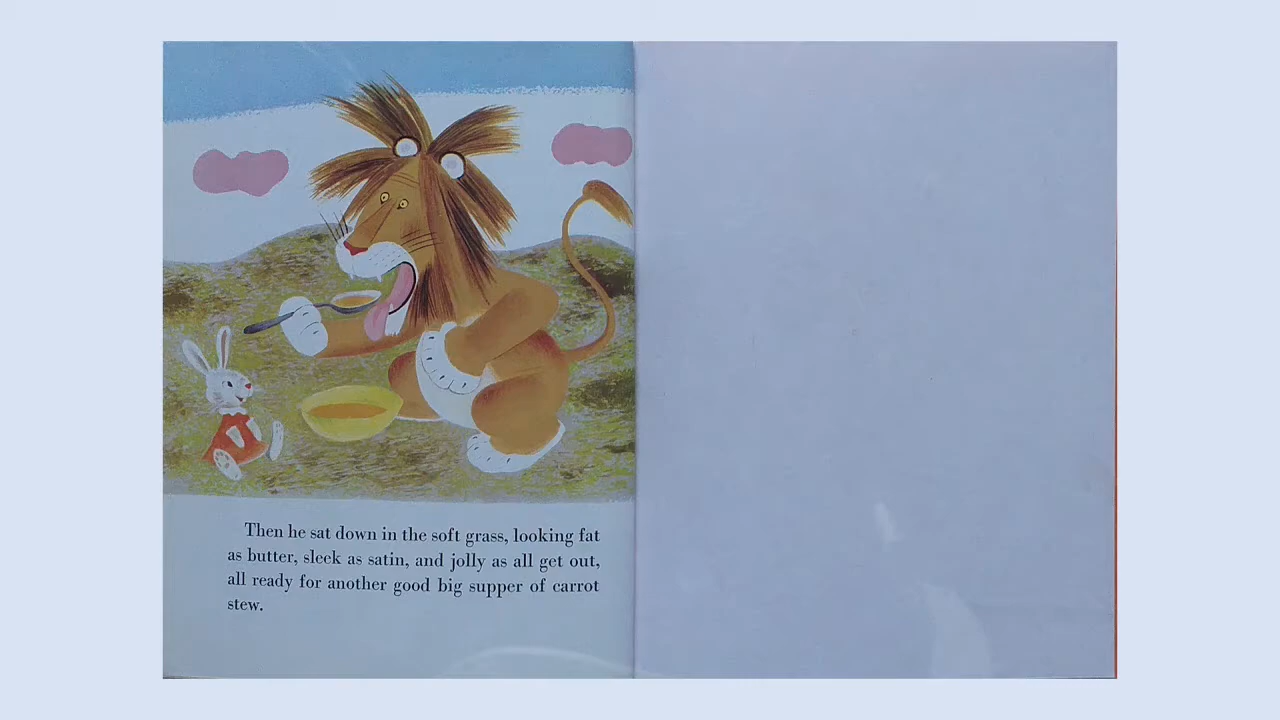 Then he sat down in the soft grass, looking fat
as butter, sleek as satin, and jolly as all get out,
all ready for another good big supper of carrot
stew.